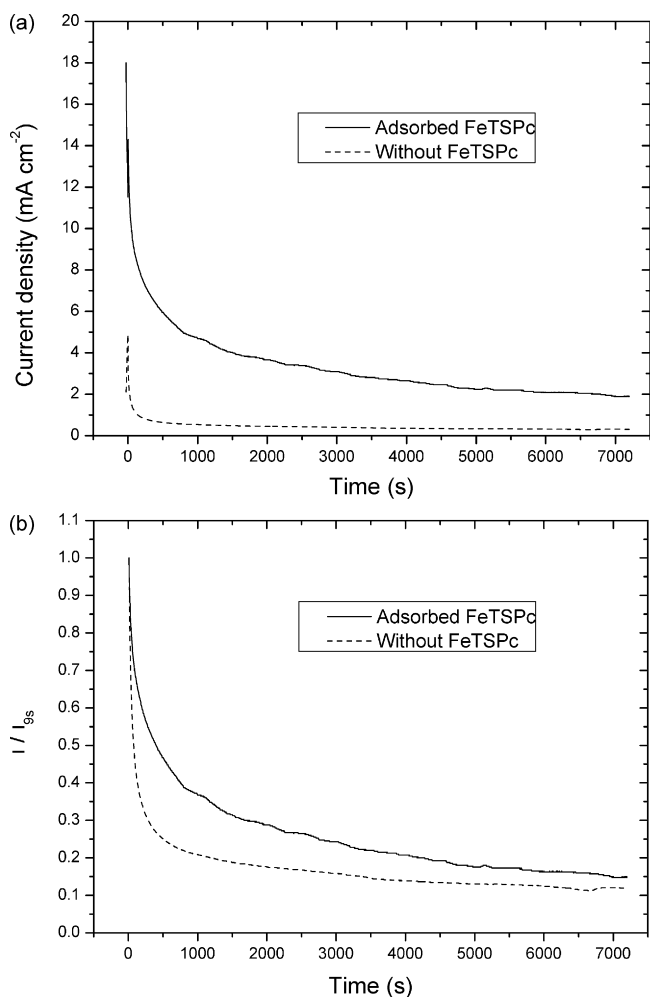 (a)
20
18
16
14
12
10
8
6
4
2
0
Current density (mA cm⁻²)
Adsorbed FeTSPc
Without FeTSPc
0 1000 2000 3000 4000 5000 6000 7000
Time (s)
(b)
1.1
1.0
0.9
0.8
0.7
0.6
0.5
0.4
0.3
0.2
0.1
0.0
I / I₉ₛ
Adsorbed FeTSPc
Without FeTSPc
0 1000 2000 3000 4000 5000 6000 7000
Time (s)